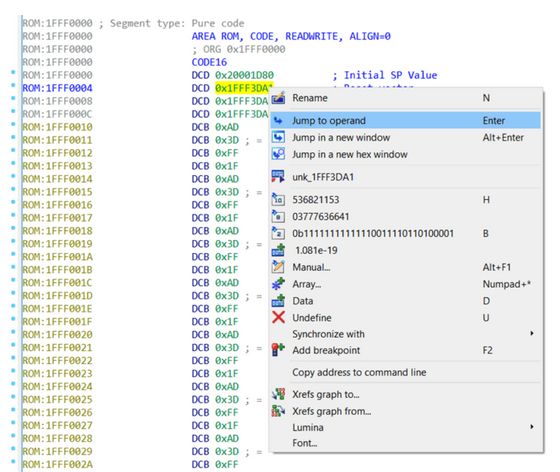 ROM:1FFF0000 ; Segment type: Pure code
ROM:1FFF0000 AREA ROM, CODE, READWRITE, ALIGN=0
ROM:1FFF0000 ; ORG 0x1FFF0000
ROM:1FFF0000 CODE16
ROM:1FFF0000 DCD 0x20001D80 ; Initial SP Value
ROM:1FFF0004 DCD 0x1FFF3DA1 ; Reset vector
ROM:1FFF0008 DCD 0x1FFF3DA
ROM:1FFF000C DCD 0x1FFF3DA
ROM:1FFF0010 DCB 0xAD
ROM:1FFF0011 DCB 0x3D ; =
ROM:1FFF0012 DCB 0xFF
ROM:1FFF0013 DCB 0x1F
ROM:1FFF0014 DCB 0xAD
ROM:1FFF0015 DCB 0x3D ; =
ROM:1FFF0016 DCB 0xFF
ROM:1FFF0017 DCB 0x1F
ROM:1FFF0018 DCB 0xAD
ROM:1FFF0019 DCB 0x3D ; =
ROM:1FFF001A DCB 0xFF
ROM:1FFF001B DCB 0x1F
ROM:1FFF001C DCB 0xAD
ROM:1FFF001D DCB 0x3D ; =
ROM:1FFF001E DCB 0xFF
ROM:1FFF001F DCB 0x1F
ROM:1FFF0020 DCB 0xAD
ROM:1FFF0021 DCB 0x3D ; =
ROM:1FFF0022 DCB 0xFF
ROM:1FFF0023 DCB 0x1F
ROM:1FFF0024 DCB 0xAD
ROM:1FFF0025 DCB 0x3D ; =
ROM:1FFF0026 DCB 0xFF
ROM:1FFF0027 DCB 0x1F
ROM:1FFF0028 DCB 0xAD
ROM:1FFF0029 DCB 0x3D ; =
ROM:1FFF002A DCB 0xFF
Rename N
Jump to operand Enter
Jump in a new window Alt+Enter
Jump in a new hex window
unk_1FFF3DA1
10 536821153 H
8 03777636641
2 0b11111111111110011110110100001 B
1.081e-19
Manual... Alt+F1
Array... Numpad+*
Data D
Undefine U
Synchronize with
Add breakpoint F2
Copy address to command line
Xrefs graph to...
Xrefs graph from...
Lumina
Font...